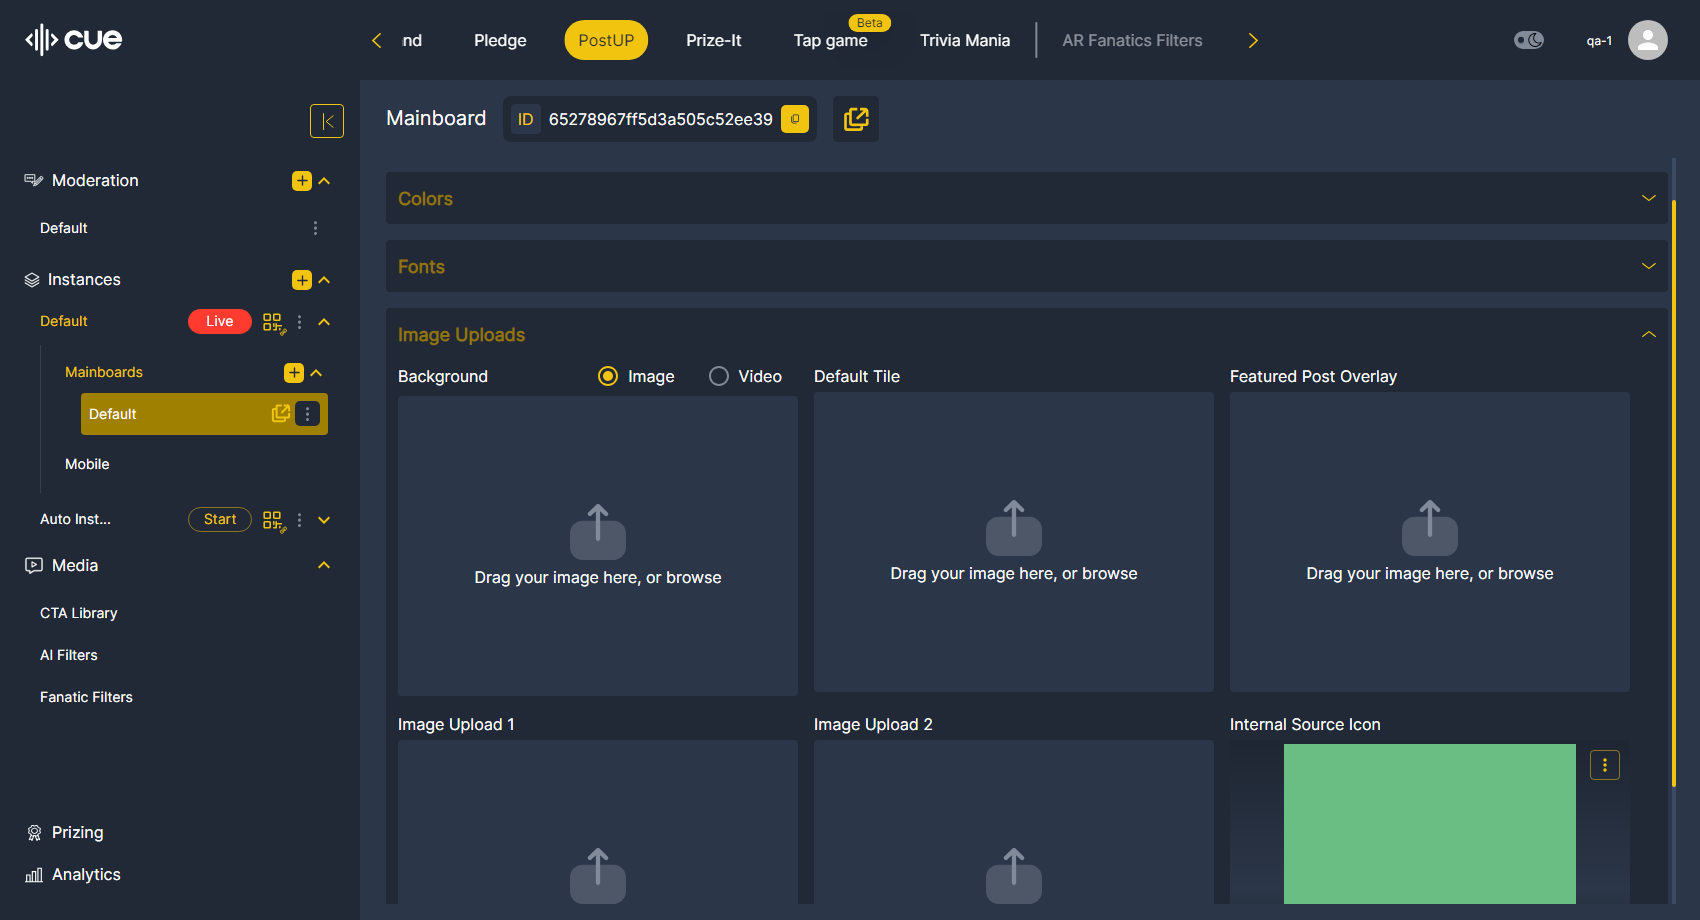 cue
nd
Pledge
PostUP
Prize-It
Beta
Tap game
Trivia Mania
AR Fanatics Filters
qa-1
Mainboard
ID
65278967ff5d3a505c52ee39
Moderation
Default
Instances
Default
Live
Mainboards
Default
Mobile
Auto Inst...
Start
Media
CTA Library
AI Filters
Fanatic Filters
Prizing
Analytics
Colors
Fonts
Image Uploads
Background
Image
Video
Default Tile
Featured Post Overlay
Drag your image here, or browse
Drag your image here, or browse
Drag your image here, or browse
Image Upload 1
Image Upload 2
Internal Source Icon